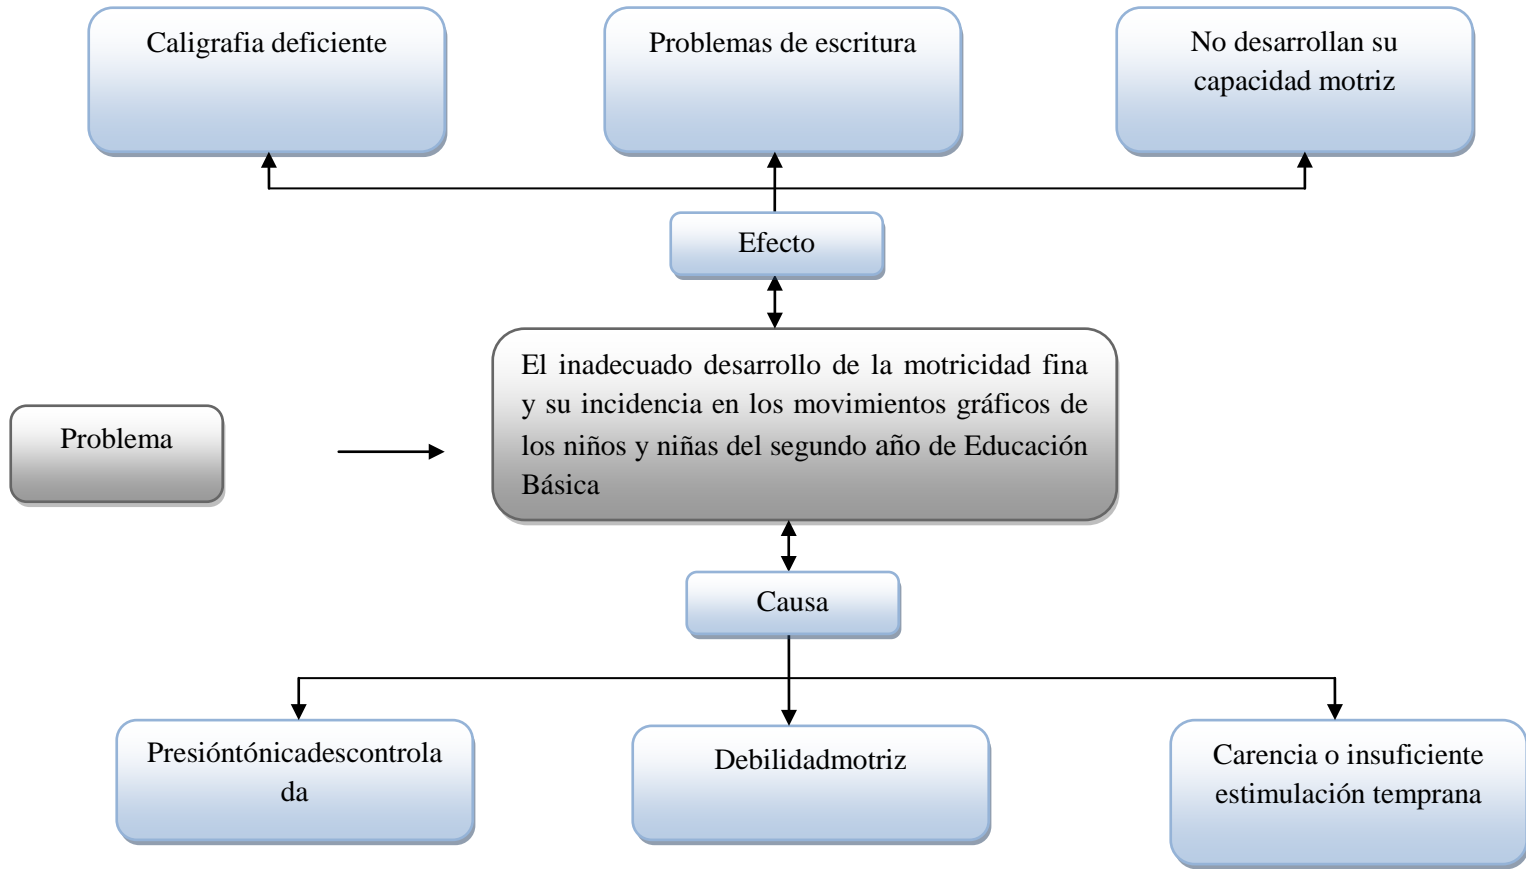 Caligrafia deficiente
Problemas de escritura
No desarrollan su
capacidad motriz
Efecto
El inadecuado desarrollo de la motricidad fina
y su incidencia en los movimientos gráficos de
los niños y niñas del segundo año de Educación
Básica
Problema
Causa
Presióntónicadescontrola
da
Debilidadmotriz
Carencia o insuficiente
estimulación temprana